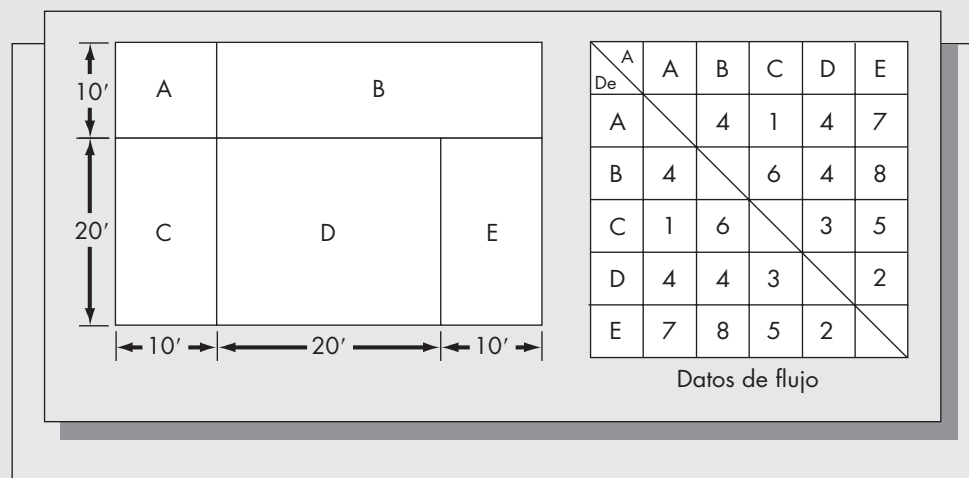 A B
10′
C D E
20′
10′ 20′ 10′
A
De
A B C D E
A 4 1 4 7
B 4 6 4 8
C 1 6 3 5
D 4 4 3 2
E 7 8 5 2
Datos de flujo